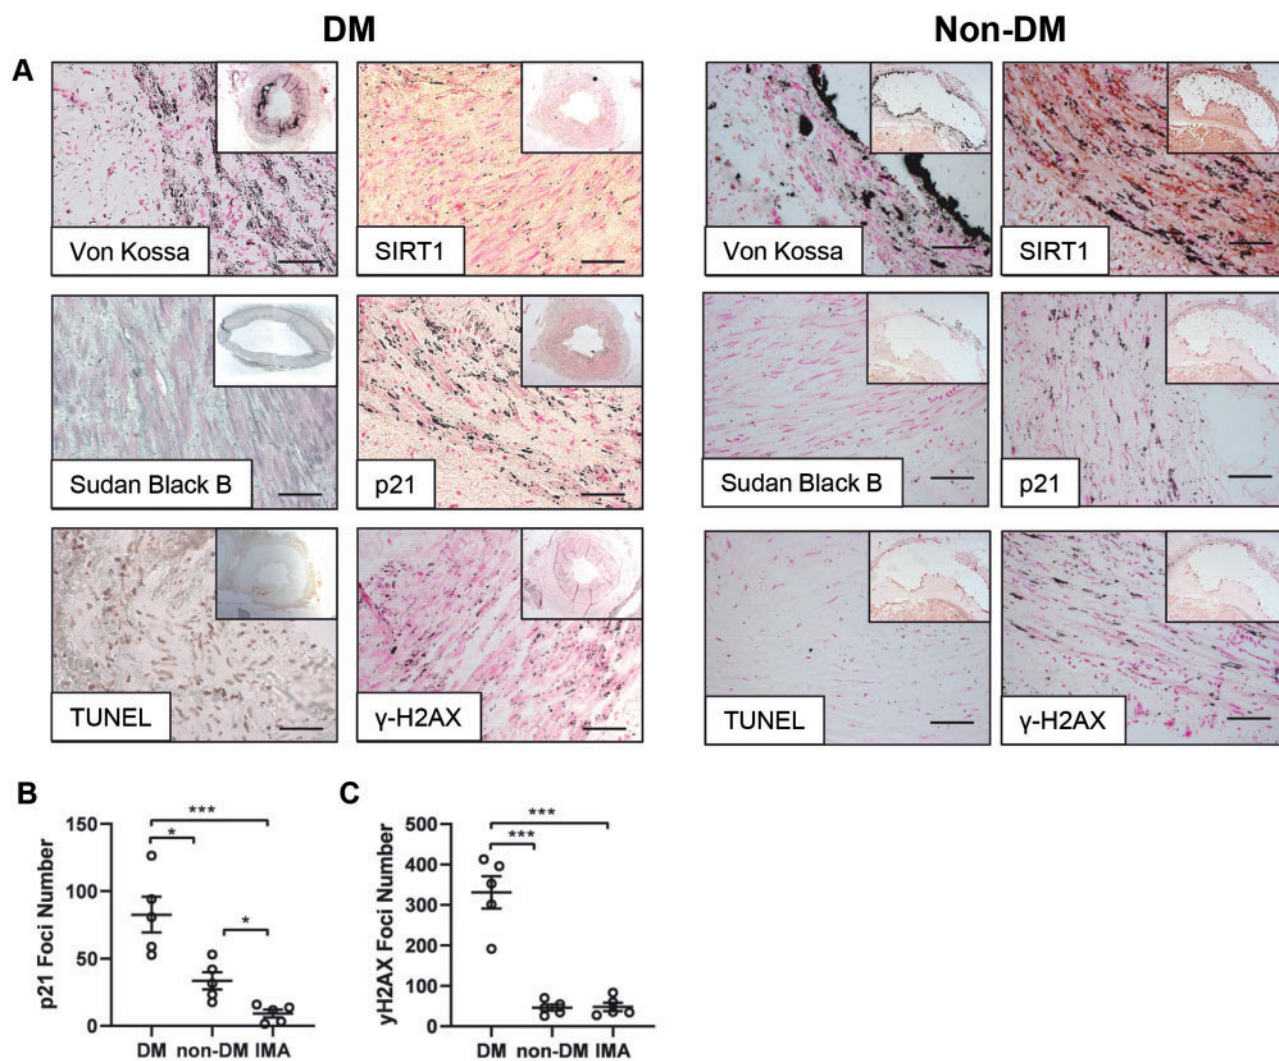 DM
Non-DM
A
Von Kossa
SIRT1
Von Kossa
SIRT1
Sudan Black B
p21
Sudan Black B
p21
TUNEL
γ-H2AX
TUNEL
γ-H2AX
B
C
***
*
*
150
100
50
0
p21 Foci Number
DM non-DM IMA
***
***
500
400
300
200
100
0
yH2AX Foci Number
DM non-DM IMA